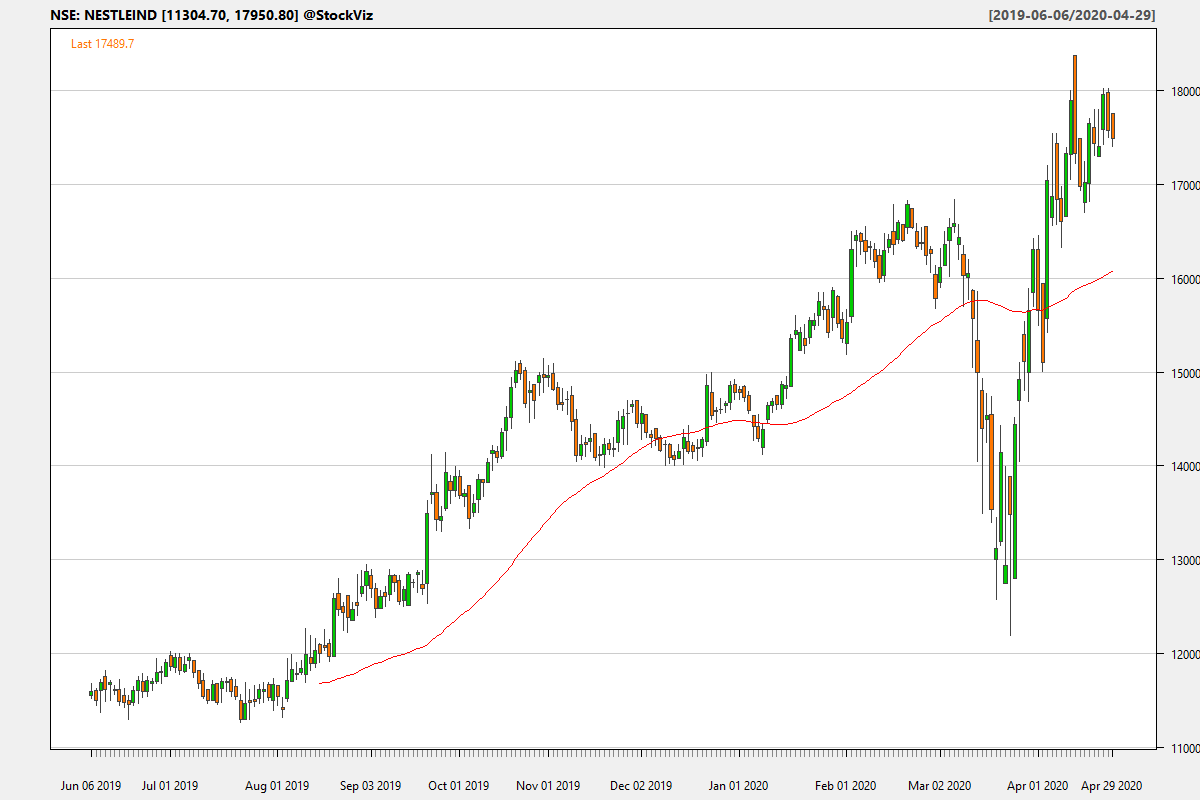 NSE: NESTLEIND [11304.70, 17950.80] @StockViz [2019-06-06/2020-04-29]
Last 17489.7
18000
17000
16000
15000
14000
13000
12000
11000
Jun 06 2019 Jul 01 2019 Aug 01 2019 Sep 03 2019 Oct 01 2019 Nov 01 2019 Dec 02 2019 Jan 01 2020 Feb 01 2020 Mar 02 2020 Apr 01 2020 Apr 29 2020